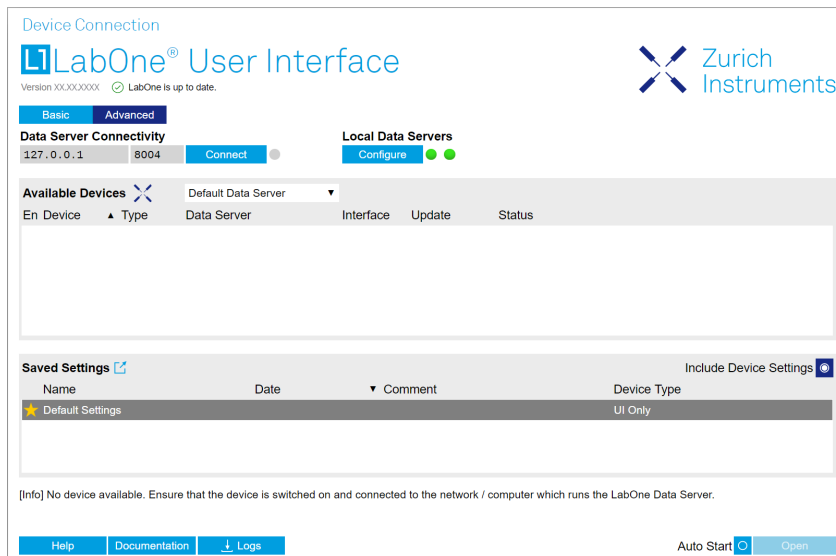 Device Connection
L1 LabOne® User Interface
Zurich
Instruments
Version XX.XX.XXXX LabOne is up to date.
Basic Advanced
Data Server Connectivity Local Data Servers
127.0.0.1 8004 Connect Configure
Available Devices Default Data Server ▼
En Device ▲ Type Data Server Interface Update Status
Saved Settings Include Device Settings
Name Date ▼ Comment Device Type
Default Settings UI Only
[Info] No device available. Ensure that the device is switched on and connected to the network / computer which runs the LabOne Data Server.
Help Documentation Logs Auto Start Open